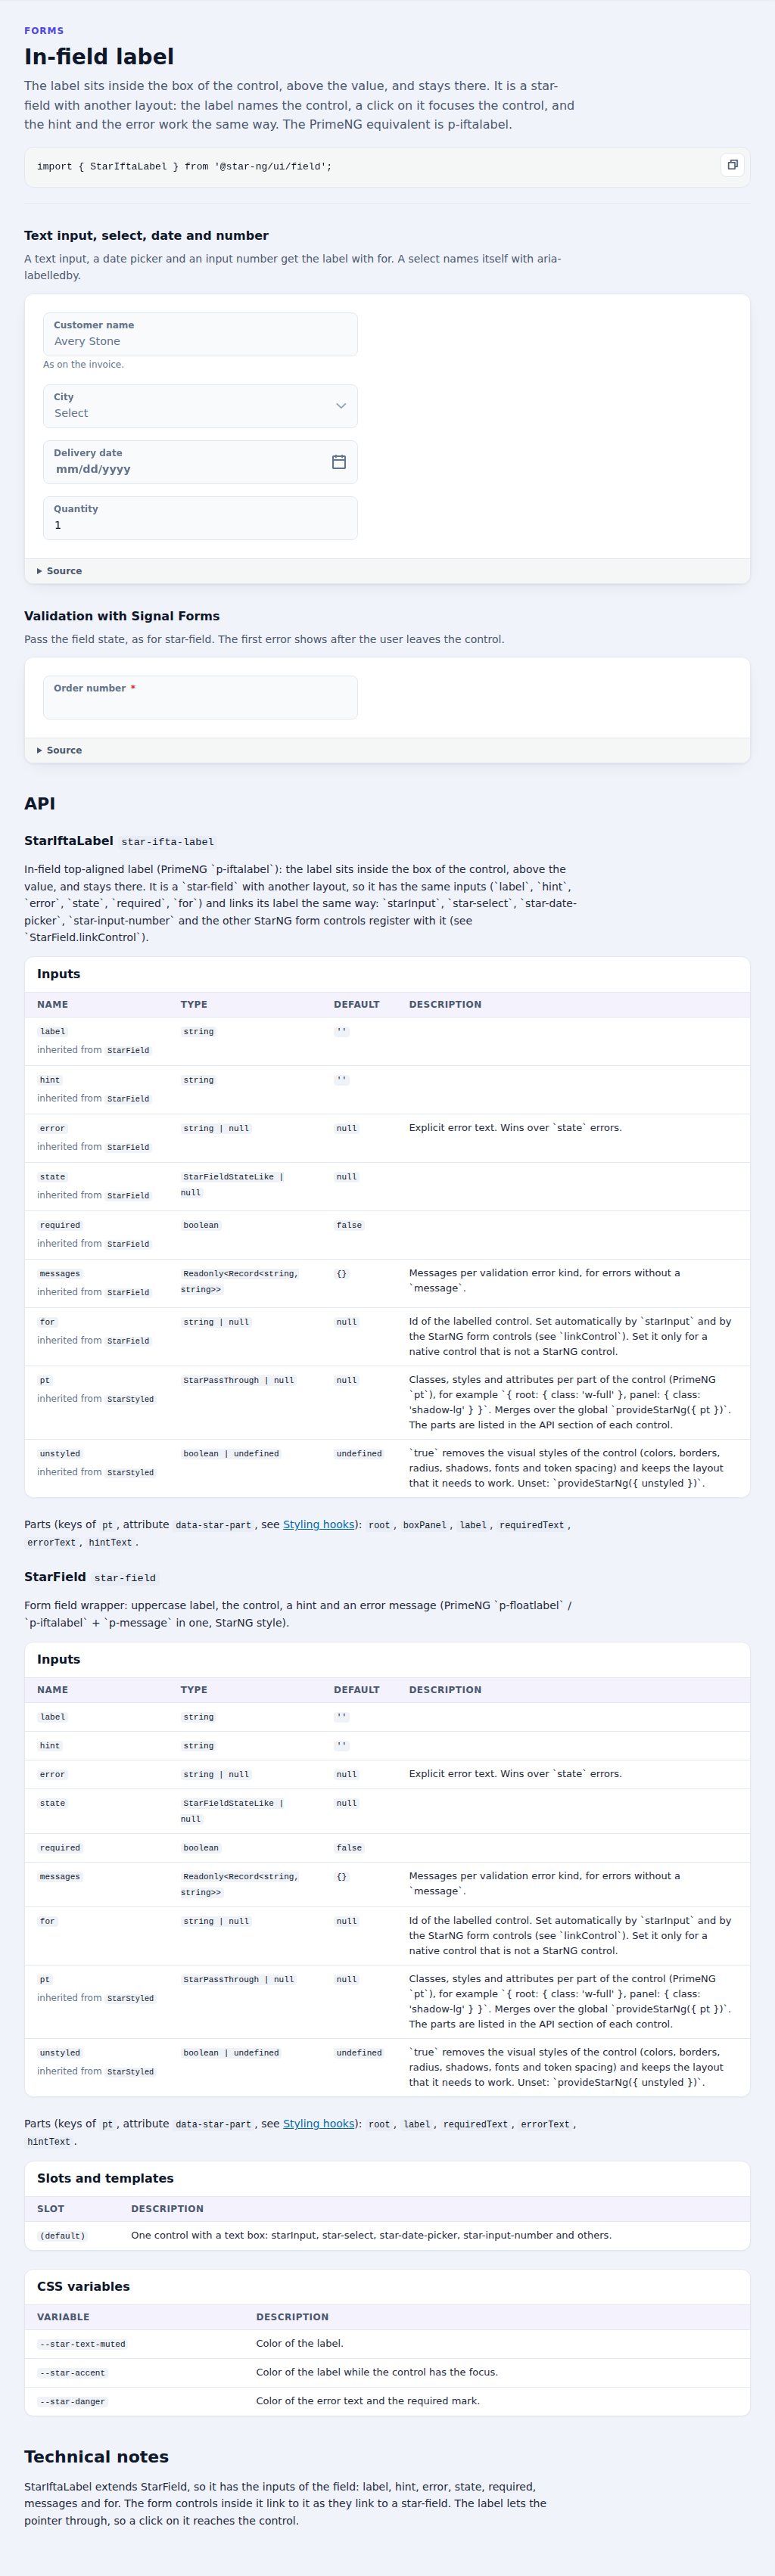 FORMS
In-field label
The label sits inside the box of the control, above the value, and stays there. It is a star-
field with another layout: the label names the control, a click on it focuses the control, and
the hint and the error work the same way. The PrimeNG equivalent is p-iftalabel.
import { StarIftaLabel } from '@star-ng/ui/field';
Text input, select, date and number
A text input, a date picker and an input number get the label with for. A select names itself with aria-
labelledby.
Customer name
Avery Stone
As on the invoice.
City
Select
Delivery date
mm/dd/yyyy
Quantity
1
Source
Validation with Signal Forms
Pass the field state, as for star-field. The first error shows after the user leaves the control.
Order number *
Source
API
StarIftaLabel star-ifta-label
In-field top-aligned label (PrimeNG `p-iftalabel`): the label sits inside the box of the control, above the
value, and stays there. It is a `star-field` with another layout, so it has the same inputs (`label`, `hint`,
`error`, `state`, `required`, `for`) and links its label the same way: `starInput`, `star-select`, `star-date-
picker`, `star-input-number` and the other StarNG form controls register with it (see
`StarField.linkControl`).
Inputs
NAME TYPE DEFAULT DESCRIPTION
label string ''
inherited from StarField
hint string ''
inherited from StarField
error string | null null Explicit error text. Wins over `state` errors.
inherited from StarField
state StarFieldStateLike | null
null
inherited from StarField
required boolean false
inherited from StarField
messages Readonly<Record<string, {} Messages per validation error kind, for errors without a
inherited from StarField string>> `message`.
for string | null null Id of the labelled control. Set automatically by `starInput` and by
inherited from StarField the StarNG form controls (see `linkControl`). Set it only for a
native control that is not a StarNG control.
pt StarPassThrough | null null Classes, styles and attributes per part of the control (PrimeNG
inherited from StarStyled `pt`), for example `{ root: { class: 'w-full' }, panel: { class:
'shadow-lg' } }`. Merges over the global `provideStarNg({ pt })`.
The parts are listed in the API section of each control.
unstyled boolean | undefined undefined `true` removes the visual styles of the control (colors, borders,
inherited from StarStyled radius, shadows, fonts and token spacing) and keeps the layout
that it needs to work. Unset: `provideStarNg({ unstyled })`.
Parts (keys of pt, attribute data-star-part, see Styling hooks): root, boxPanel, label, requiredText,
errorText, hintText.
StarField star-field
Form field wrapper: uppercase label, the control, a hint and an error message (PrimeNG `p-floatlabel` /
`p-iftalabel` + `p-message` in one, StarNG style).
Inputs
NAME TYPE DEFAULT DESCRIPTION
label string ''
hint string ''
error string | null null Explicit error text. Wins over `state` errors.
state StarFieldStateLike | null
null
required boolean false
messages Readonly<Record<string, {} Messages per validation error kind, for errors without a
string>> `message`.
for string | null null Id of the labelled control. Set automatically by `starInput` and by
the StarNG form controls (see `linkControl`). Set it only for a
native control that is not a StarNG control.
pt StarPassThrough | null null Classes, styles and attributes per part of the control (PrimeNG
inherited from StarStyled `pt`), for example `{ root: { class: 'w-full' }, panel: { class:
'shadow-lg' } }`. Merges over the global `provideStarNg({ pt })`.
The parts are listed in the API section of each control.
unstyled boolean | undefined undefined `true` removes the visual styles of the control (colors, borders,
inherited from StarStyled radius, shadows, fonts and token spacing) and keeps the layout
that it needs to work. Unset: `provideStarNg({ unstyled })`.
Parts (keys of pt, attribute data-star-part, see Styling hooks): root, label, requiredText, errorText,
hintText.
Slots and templates
SLOT DESCRIPTION
(default) One control with a text box: starInput, star-select, star-date-picker, star-input-number and others.
CSS variables
VARIABLE DESCRIPTION
--star-text-muted Color of the label.
--star-accent Color of the label while the control has the focus.
--star-danger Color of the error text and the required mark.
Technical notes
StarIftaLabel extends StarField, so it has the inputs of the field: label, hint, error, state, required,
messages and for. The form controls inside it link to it as they link to a star-field. The label lets the
pointer through, so a click on it reaches the control.